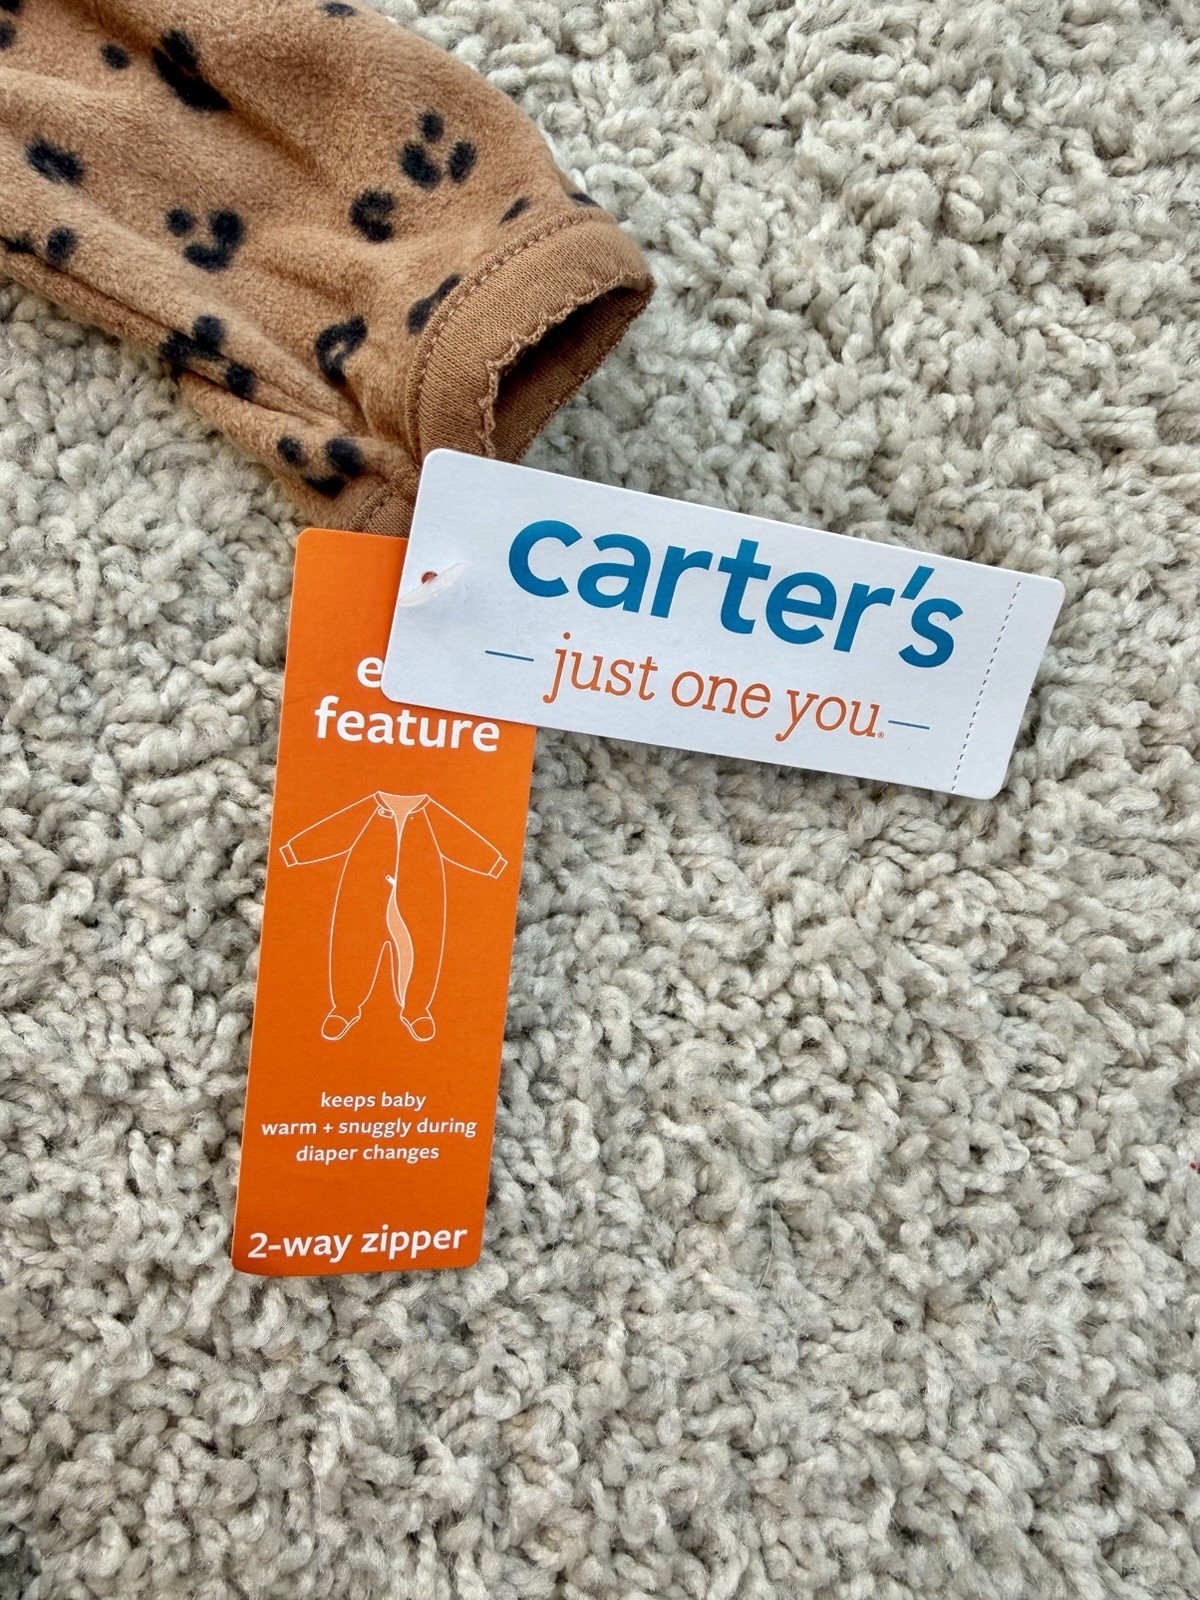 carter's
just one you®
feature
keeps baby
warm + snuggly during
diaper changes
2-way zipper